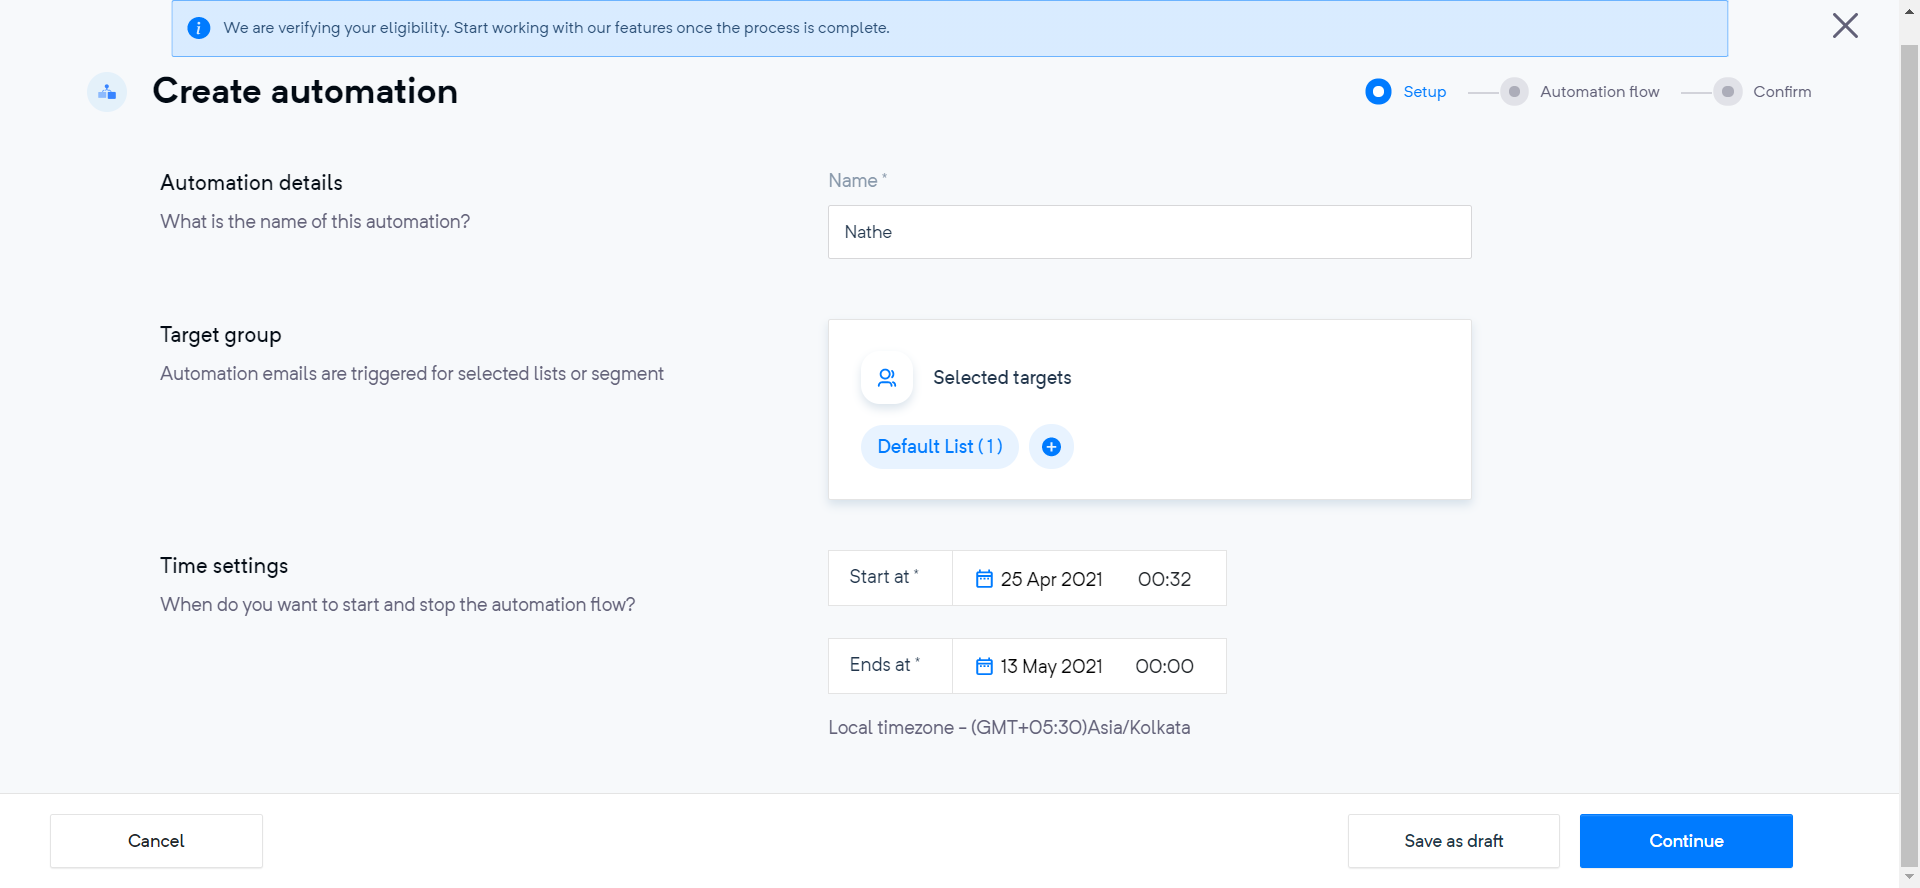 We are verifying your eligibility. Start working with our features once the process is complete.
Create automation
Setup
Automation flow
Confirm
Automation details
What is the name of this automation?
Name *
Nathe
Target group
Automation emails are triggered for selected lists or segment
Selected targets
Default List ( 1 )
Time settings
When do you want to start and stop the automation flow?
Start at *
25 Apr 2021 00:32
Ends at *
13 May 2021 00:00
Local timezone - (GMT+05:30)Asia/Kolkata
Cancel
Save as draft
Continue